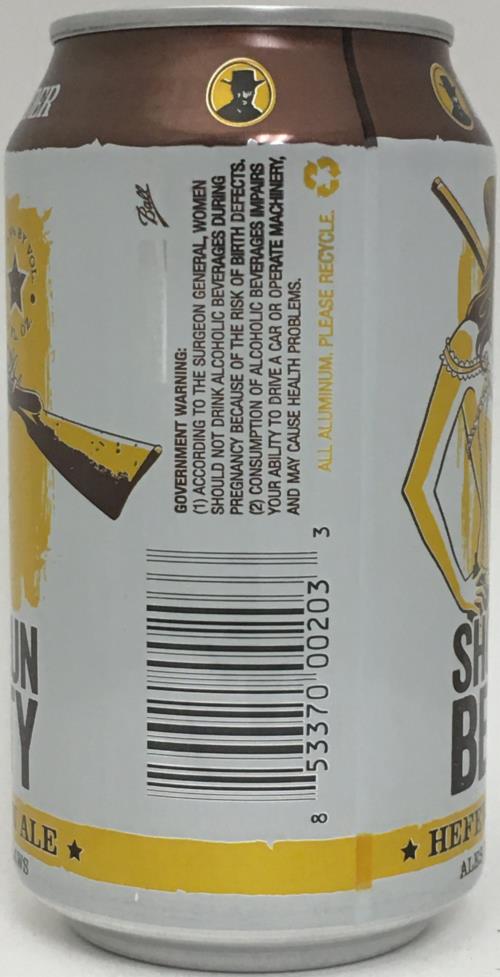 Ball
GOVERNMENT WARNING:
(1) ACCORDING TO THE SURGEON GENERAL, WOMEN
SHOULD NOT DRINK ALCOHOLIC BEVERAGES DURING
PREGNANCY BECAUSE OF THE RISK OF BIRTH DEFECTS.
(2) CONSUMPTION OF ALCOHOLIC BEVERAGES IMPAIRS
YOUR ABILITY TO DRIVE A CAR OR OPERATE MACHINERY,
AND MAY CAUSE HEALTH PROBLEMS.
ALL ALUMINUM. PLEASE RECYCLE.
8 53370 00203 3
UN
Y
ALE ★
SH
BE
★ HEFE